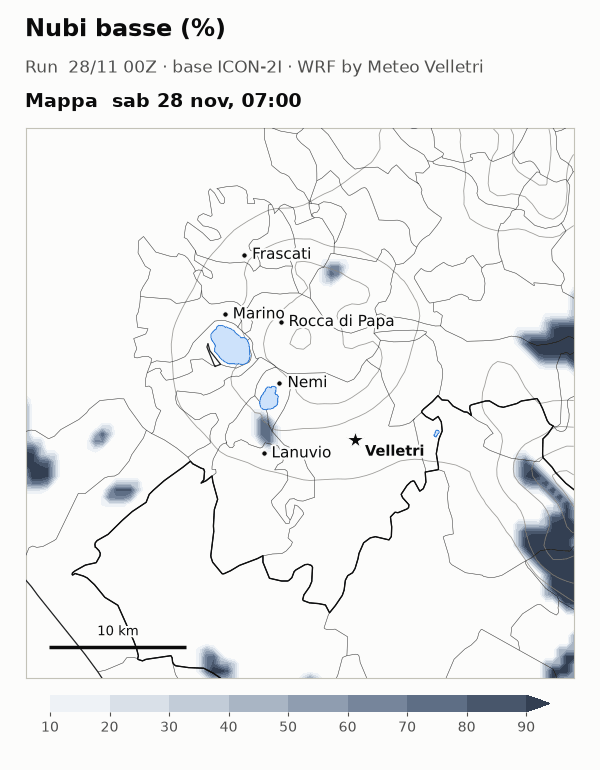 Nubi basse (%)
Run  28/11 00Z · base ICON-2I · WRF by Meteo Velletri
Mappa  sab 28 nov, 07:00
Frascati
Marino
Rocca di Papa
Nemi
Velletri
Lanuvio
10 km
10 20 30 40 50 60 70 80 90